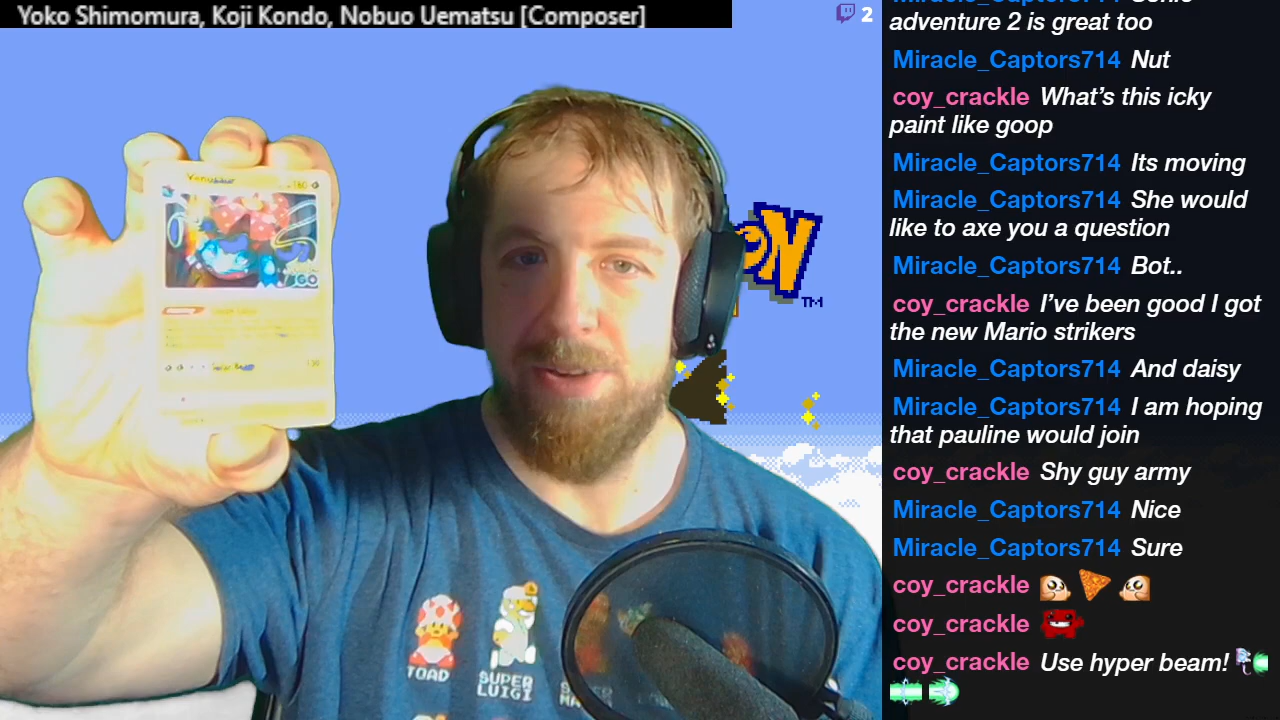 Yoko Shimomura, Koji Kondo, Nobuo Uematsu [Composer]
2
adventure 2 is great too
Miracle_Captors714 Nut
coy_crackle What's this icky
paint like goop
Miracle_Captors714 Its moving
Miracle_Captors714 She would
like to axe you a question
Miracle_Captors714 Bot..
coy_crackle I've been good I got
the new Mario strikers
Miracle_Captors714 And daisy
Miracle_Captors714 I am hoping
that pauline would join
coy_crackle Shy guy army
Miracle_Captors714 Nice
Miracle_Captors714 Sure
coy_crackle
coy_crackle
coy_crackle Use hyper beam!
Venusaur
GO
ON
TM
TOAD
SUPER
LUIGI